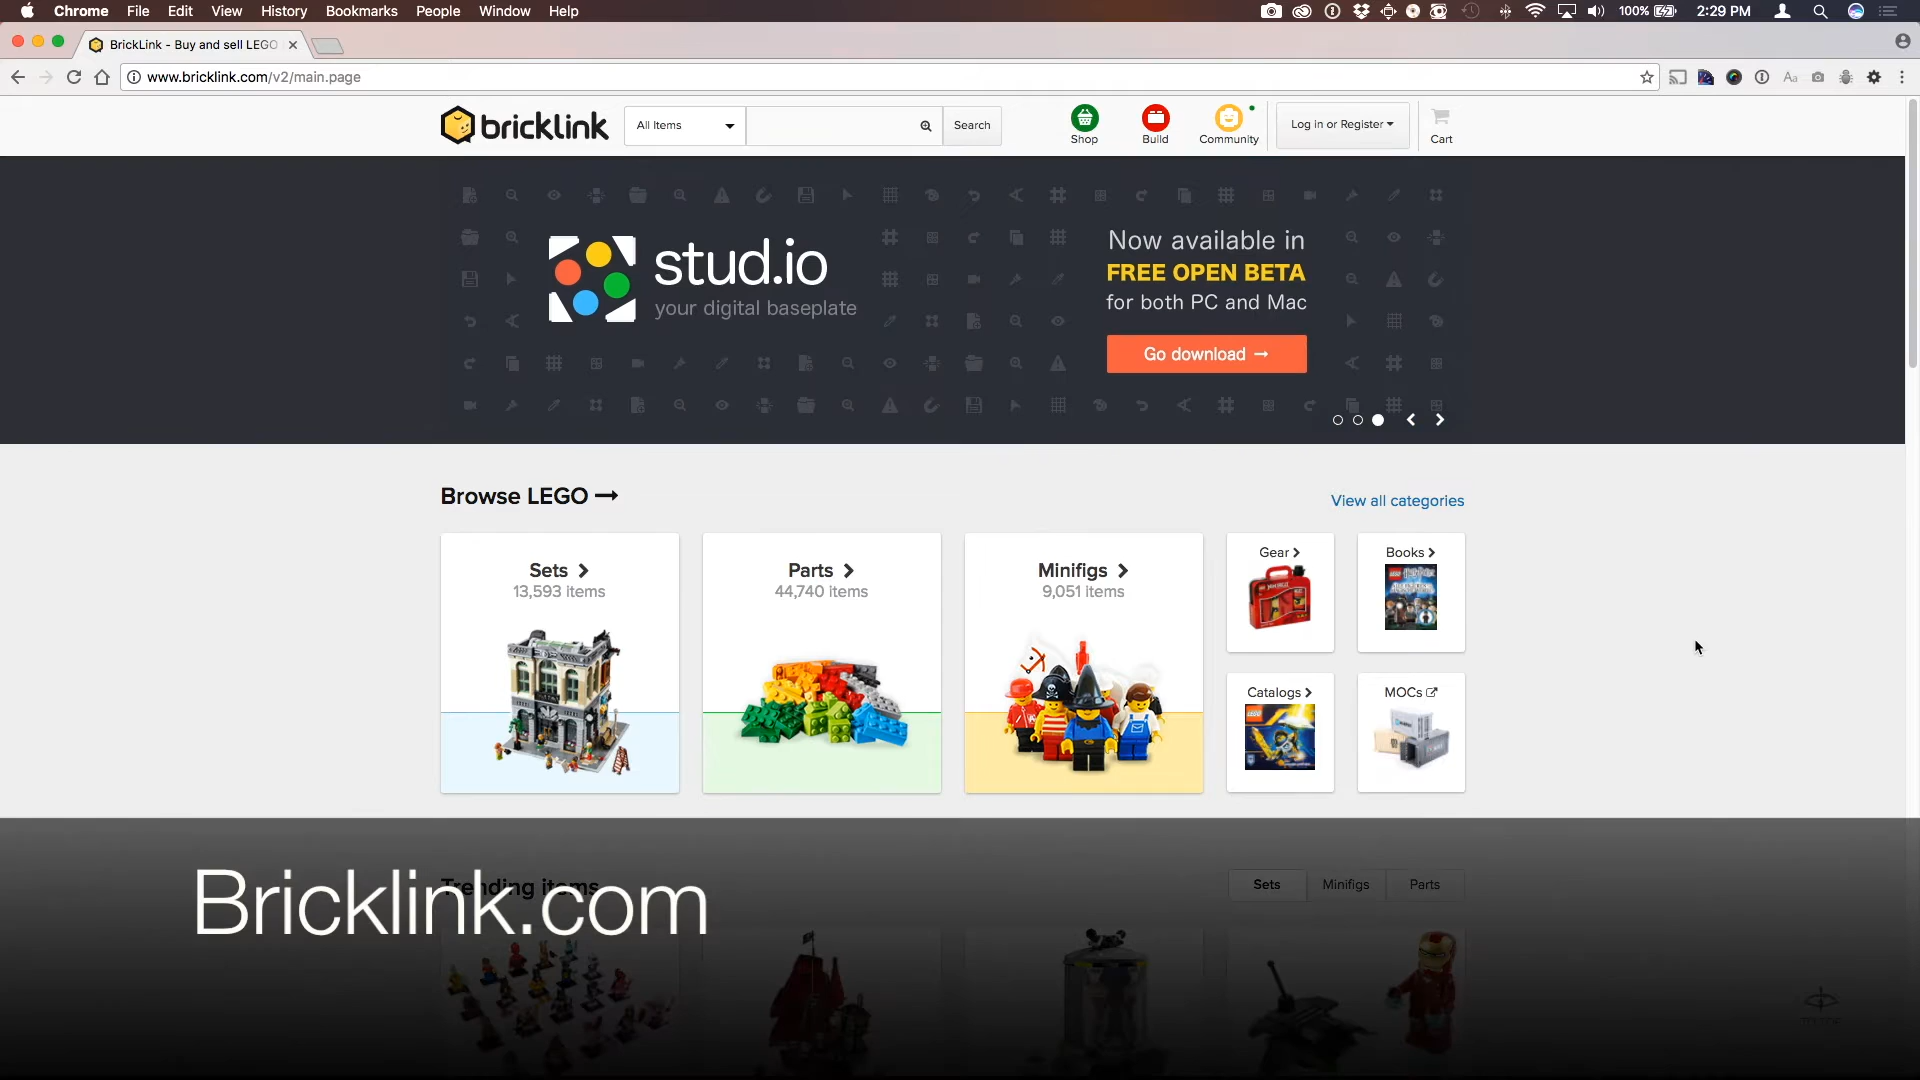 Chrome File Edit View History Bookmarks People Window Help 100% 2:29 PM
BrickLink - Buy and sell LEGO
www.bricklink.com/v2/main.page
bricklink All Items Search Shop Build Community Log in or Register Cart
stud.io
your digital baseplate
Now available in
FREE OPEN BETA
for both PC and Mac
Go download
Browse LEGO
View all categories
Sets
13,593 items
Parts
44,740 items
Minifigs
9,051 items
Gear
Books
Catalogs
MOCs
Trending items
Sets Minifigs Parts
Bricklink.com